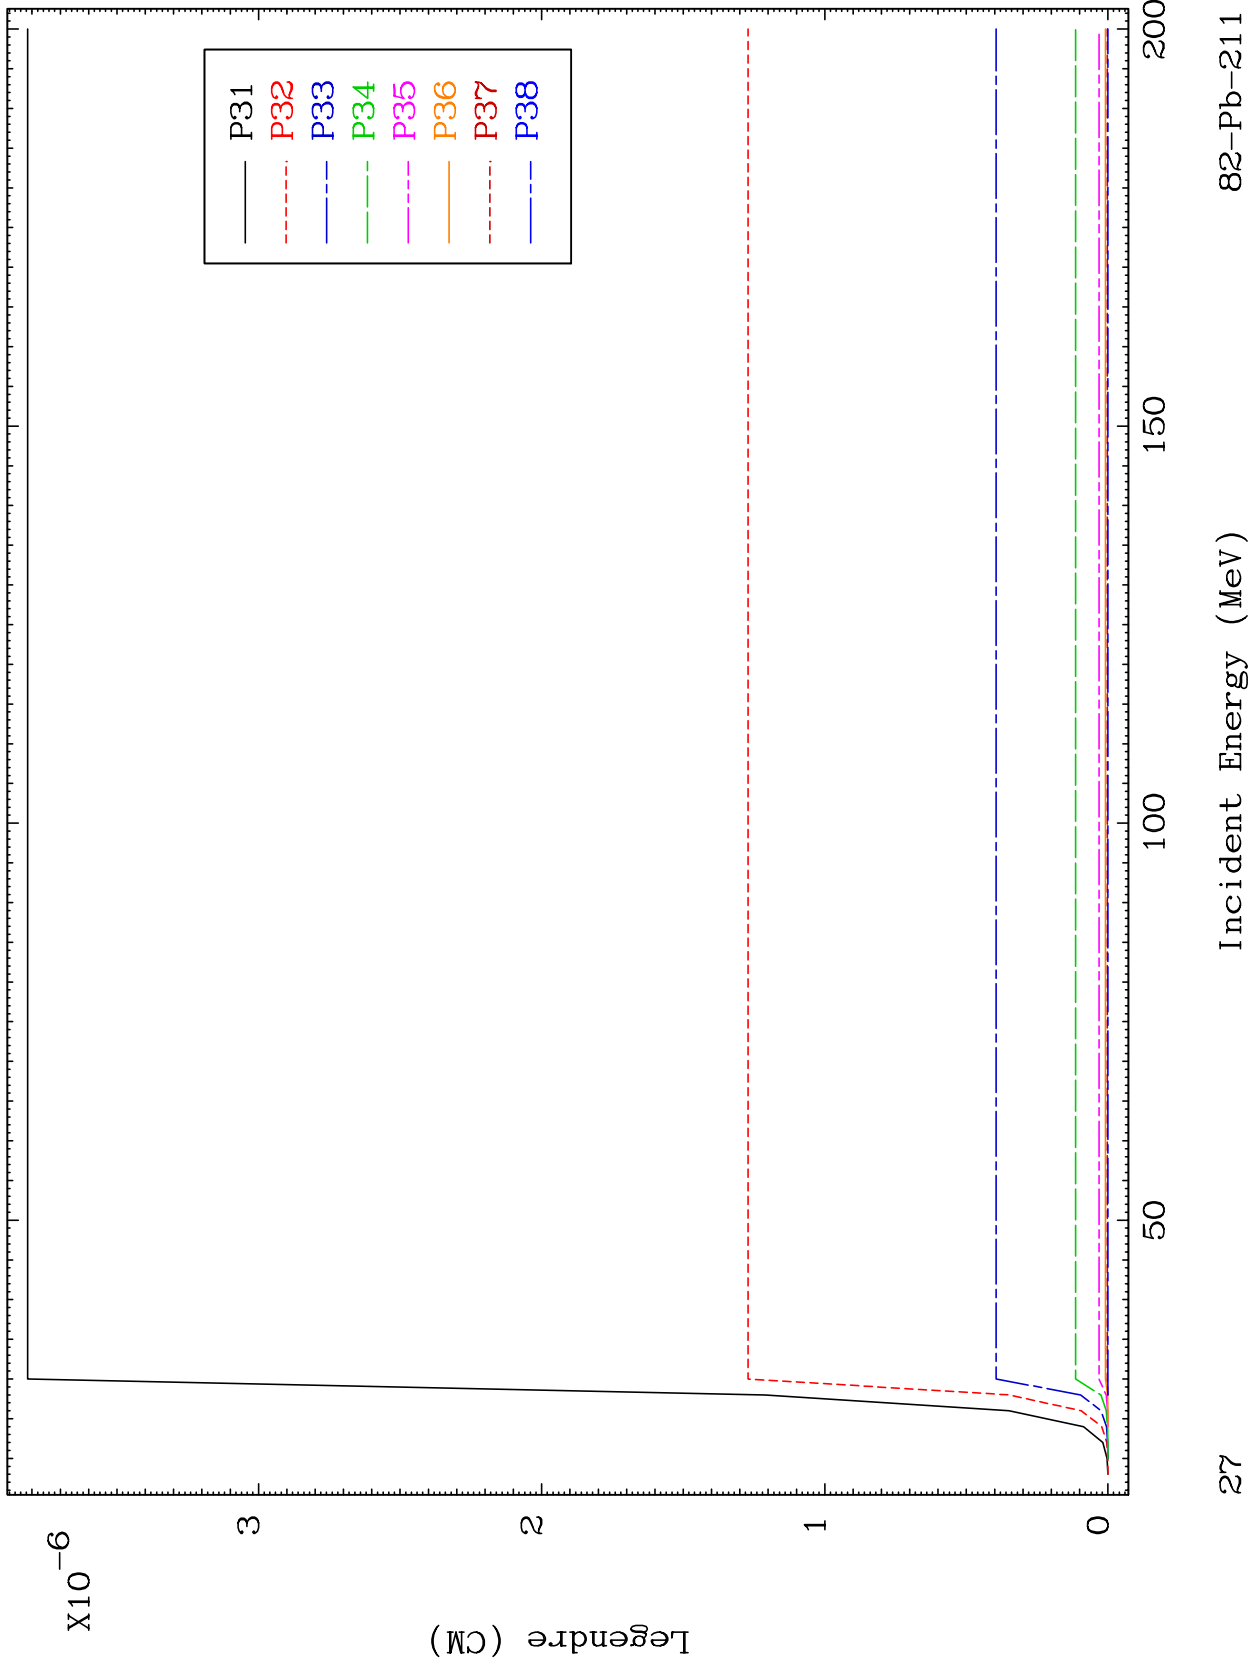 X10^-6
Legendre (CM)
3
2
1
0
P31
P32
P33
P34
P35
P36
P37
P38
50
100
150
200
Incident Energy (MeV)
27
82-Pb-211